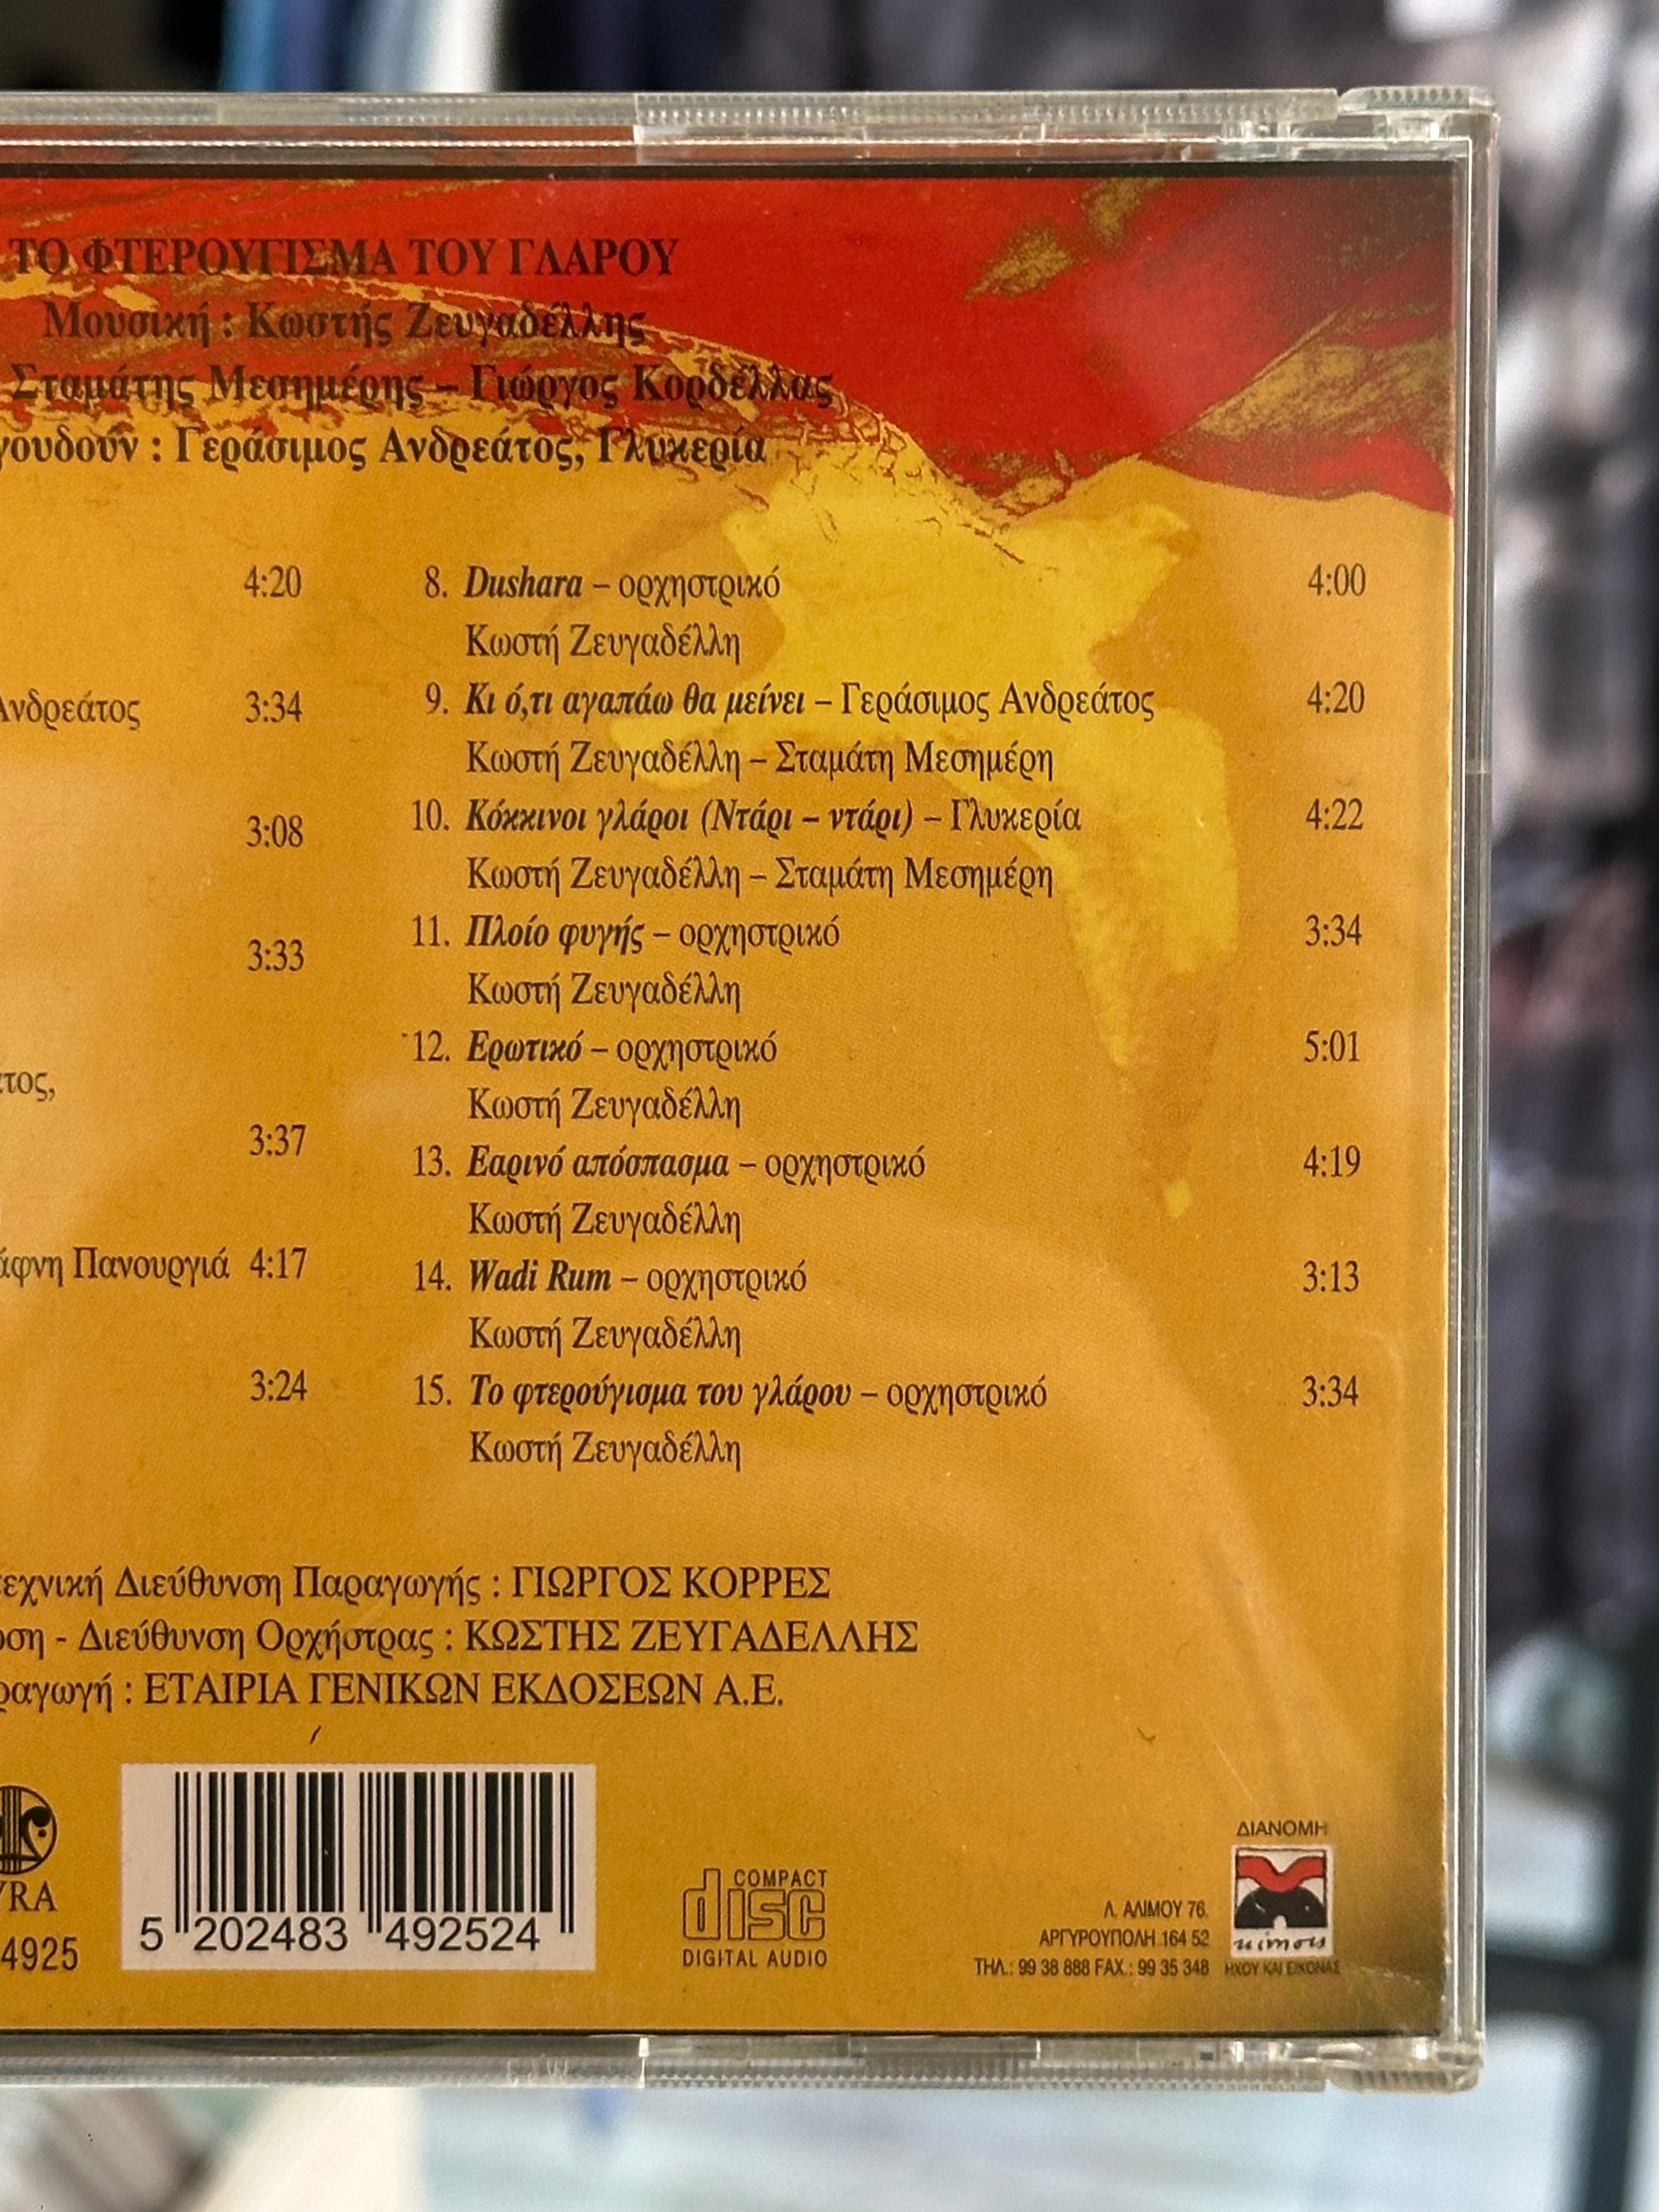 ΤΟ ΦΤΕΡΟΥΓΙΣΜΑ ΤΟΥ ΓΛΑΡΟΥ
Μουσική : Κωστής Ζευγαδέλλης
Σταμάτης Μεσημέρης – Γιώργος Κορδέλλας
γουδούν : Γεράσιμος Ανδρεάτος, Γλυκερία
4:20
Ανδρεάτος 3:34
3:08
3:33
άτος,
3:37
άφνη Πανουργιά 4:17
3:24
8. Dushara – ορχηστρικό 4:00
Κωστή Ζευγαδέλλη
9. Κι ό,τι αγαπάω θα μείνει – Γεράσιμος Ανδρεάτος 4:20
Κωστή Ζευγαδέλλη – Σταμάτη Μεσημέρη
10. Κόκκινοι γλάροι (Ντάρι – ντάρι) – Γλυκερία 4:22
Κωστή Ζευγαδέλλη – Σταμάτη Μεσημέρη
11. Πλοίο φυγής – ορχηστρικό 3:34
Κωστή Ζευγαδέλλη
12. Ερωτικό – ορχηστρικό 5:01
Κωστή Ζευγαδέλλη
13. Εαρινό απόσπασμα – ορχηστρικό 4:19
Κωστή Ζευγαδέλλη
14. Wadi Rum – ορχηστρικό 3:13
Κωστή Ζευγαδέλλη
15. Το φτερούγισμα του γλάρου – ορχηστρικό 3:34
Κωστή Ζευγαδέλλη
τεχνική Διεύθυνση Παραγωγής : ΓΙΩΡΓΟΣ ΚΟΡΡΕΣ
ση - Διεύθυνση Ορχήστρας : ΚΩΣΤΗΣ ΖΕΥΓΑΔΕΛΛΗΣ
ραγωγή : ΕΤΑΙΡΙΑ ΓΕΝΙΚΩΝ ΕΚΔΟΣΕΩΝ Α.Ε.
YRA
4925
5 202483 492524
COMPACT
disc
DIGITAL AUDIO
ΔΙΑΝΟΜΗ
Λ. ΑΛΙΜΟΥ 76.
ΑΡΓΥΡΟΥΠΟΛΗ 164 52
ΤΗΛ.: 99 38 888 FAX.: 99 35 348
nimois
ΗΧΟΥ ΚΑΙ ΕΙΚΟΝΑΣ